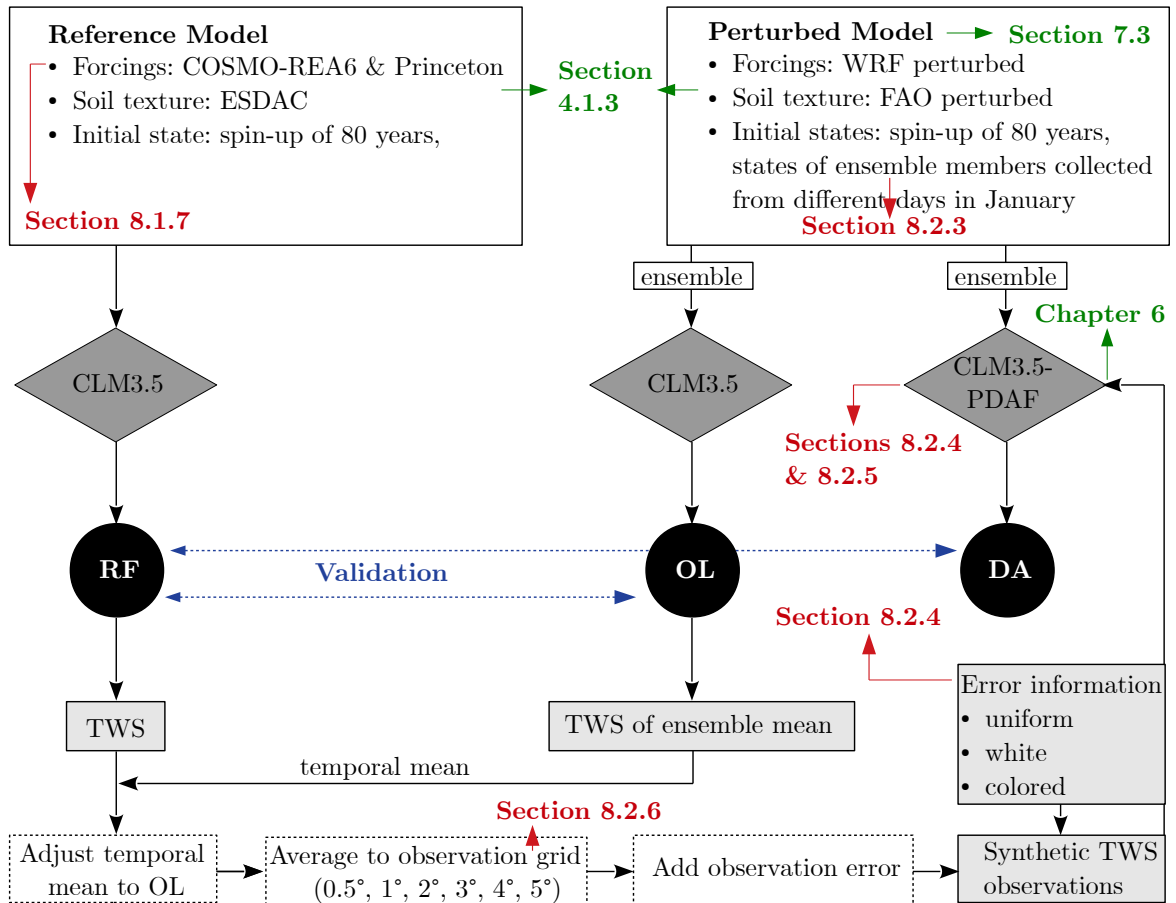 Reference Model
• Forcings: COSMO-REA6 & Princeton
• Soil texture: ESDAC
• Initial state: spin-up of 80 years,
Section 8.1.7
Section
4.1.3
Perturbed Model
Section 7.3
• Forcings: WRF perturbed
• Soil texture: FAO perturbed
• Initial states: spin-up of 80 years,
states of ensemble members collected
from different days in January
Section 8.2.3
ensemble
ensemble
Chapter 6
CLM3.5
CLM3.5
CLM3.5-
PDAF
Sections 8.2.4
& 8.2.5
RF
Validation
OL
DA
Section 8.2.4
Error information
• uniform
• white
• colored
TWS
TWS of ensemble mean
temporal mean
Section 8.2.6
Adjust temporal
mean to OL
Average to observation grid
(0.5°, 1°, 2°, 3°, 4°, 5°)
Add observation error
Synthetic TWS
observations